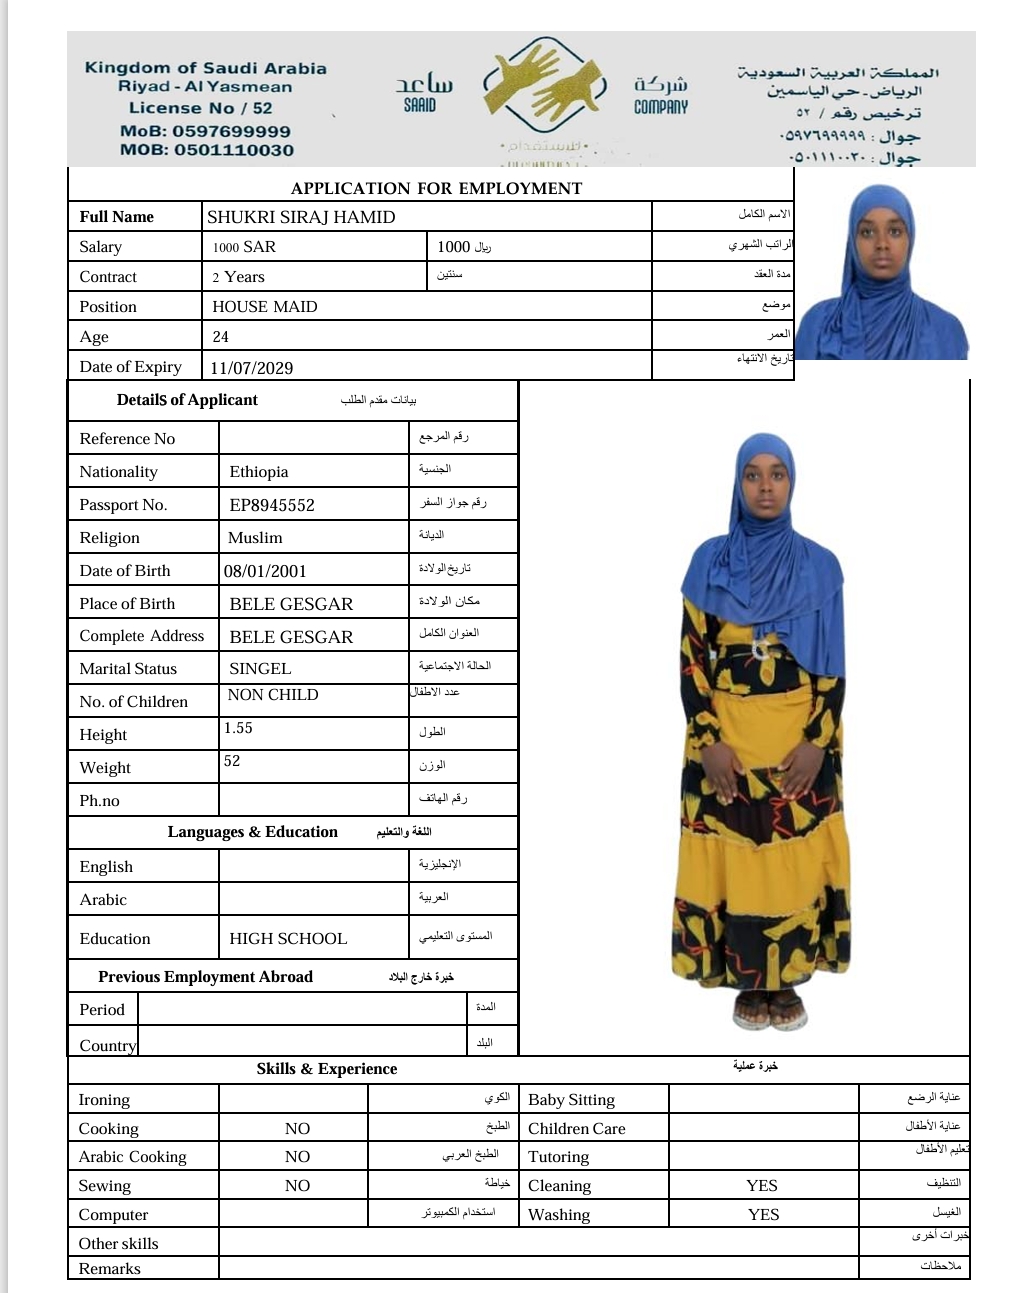 Kingdom of Saudi Arabia
Riyad - Al Yasmean
License No / 52
MoB: 0597699999
MOB: 0501110030
ساعد
SAAID
شركة
COMPANY
للاستقدام
المملكة العربية السعودية
الرياض - حي الياسمين
ترخيص رقم / ٥٢
جوال : ٠٥٩٧٦٩٩٩٩٩
جوال : ٠٥٠١١١٠٠٣٠
APPLICATION FOR EMPLOYMENT
Full Name SHUKRI SIRAJ HAMID الاسم الكامل
Salary 1000 SAR 1000 ريال الراتب الشهري
Contract 2 Years سنتين مدة العقد
Position HOUSE MAID موضع
Age 24 العمر
Date of Expiry 11/07/2029 تاريخ الانتهاء
Details of Applicant بيانات مقدم الطلب
Reference No رقم المرجع
Nationality Ethiopia الجنسية
Passport No. EP8945552 رقم جواز السفر
Religion Muslim الديانة
Date of Birth 08/01/2001 تاريخ الولادة
Place of Birth BELE GESGAR مكان الولادة
Complete Address BELE GESGAR العنوان الكامل
Marital Status SINGEL الحالة الاجتماعية
No. of Children NON CHILD عدد الاطفال
Height 1.55 الطول
Weight 52 الوزن
Ph.no رقم الهاتف
Languages & Education اللغة والتعليم
English الإنجليزية
Arabic العربية
Education HIGH SCHOOL المستوى التعليمي
Previous Employment Abroad خبرة خارج البلاد
Period المدة
Country البلد
Skills & Experience خبرة عملية
Ironing الكوي Baby Sitting عناية الرضع
Cooking NO الطبخ Children Care عناية الأطفال
Arabic Cooking NO الطبخ العربي Tutoring تعليم الأطفال
Sewing NO خياطة Cleaning YES التنظيف
Computer استخدام الكمبيوتر Washing YES الغيسل
Other skills خبرات أخرى
Remarks ملاحظات